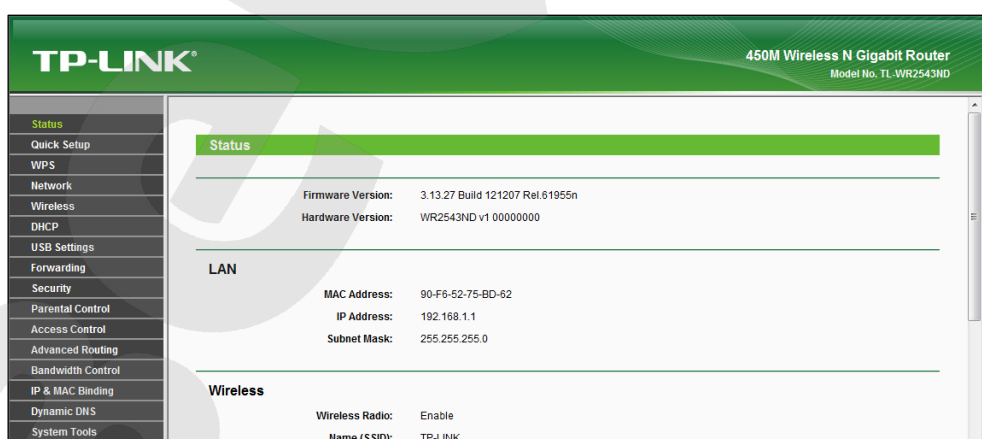 TP-LINK®
450M Wireless N Gigabit Router
Model No. TL-WR2543ND
Status
Quick Setup
WPS
Network
Wireless
DHCP
USB Settings
Forwarding
Security
Parental Control
Access Control
Advanced Routing
Bandwidth Control
IP & MAC Binding
Dynamic DNS
System Tools
Status
Firmware Version: 3.13.27 Build 121207 Rel.61955n
Hardware Version: WR2543ND v1 00000000
LAN
MAC Address: 90-F6-52-75-BD-62
IP Address: 192.168.1.1
Subnet Mask: 255.255.255.0
Wireless
Wireless Radio: Enable
Name (SSID): TP-LINK